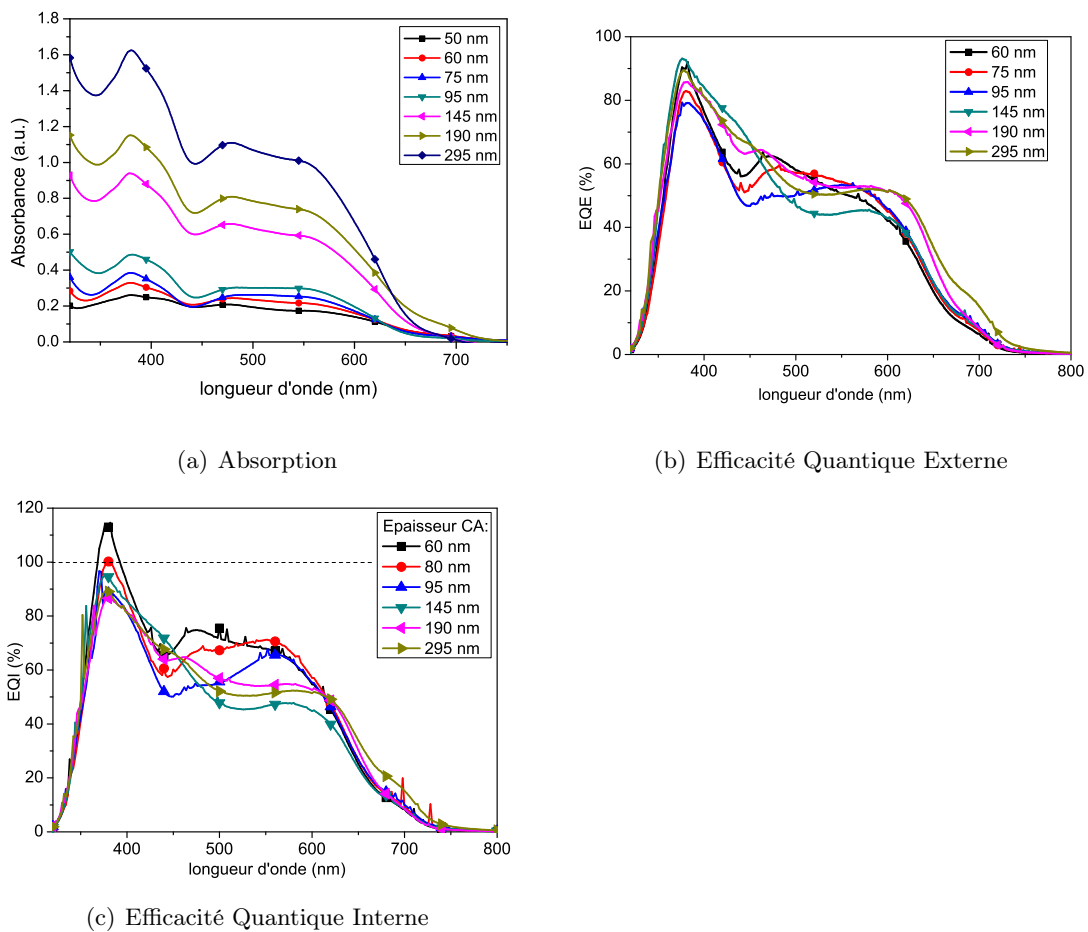 1.8
1.6
1.4
1.2
1.0
0.8
0.6
0.4
0.2
0.0
Absorbance (a.u.)
400 500 600 700
longueur d'onde (nm)
50 nm
60 nm
75 nm
95 nm
145 nm
190 nm
295 nm
(a) Absorption
100
80
60
40
20
0
EQE (%)
400 500 600 700 800
longueur d'onde (nm)
60 nm
75 nm
95 nm
145 nm
190 nm
295 nm
(b) Efficacité Quantique Externe
120
100
80
60
40
20
0
EQI (%)
400 500 600 700 800
longueur d'onde (nm)
Epaisseur CA:
60 nm
80 nm
95 nm
145 nm
190 nm
295 nm
(c) Efficacité Quantique Interne